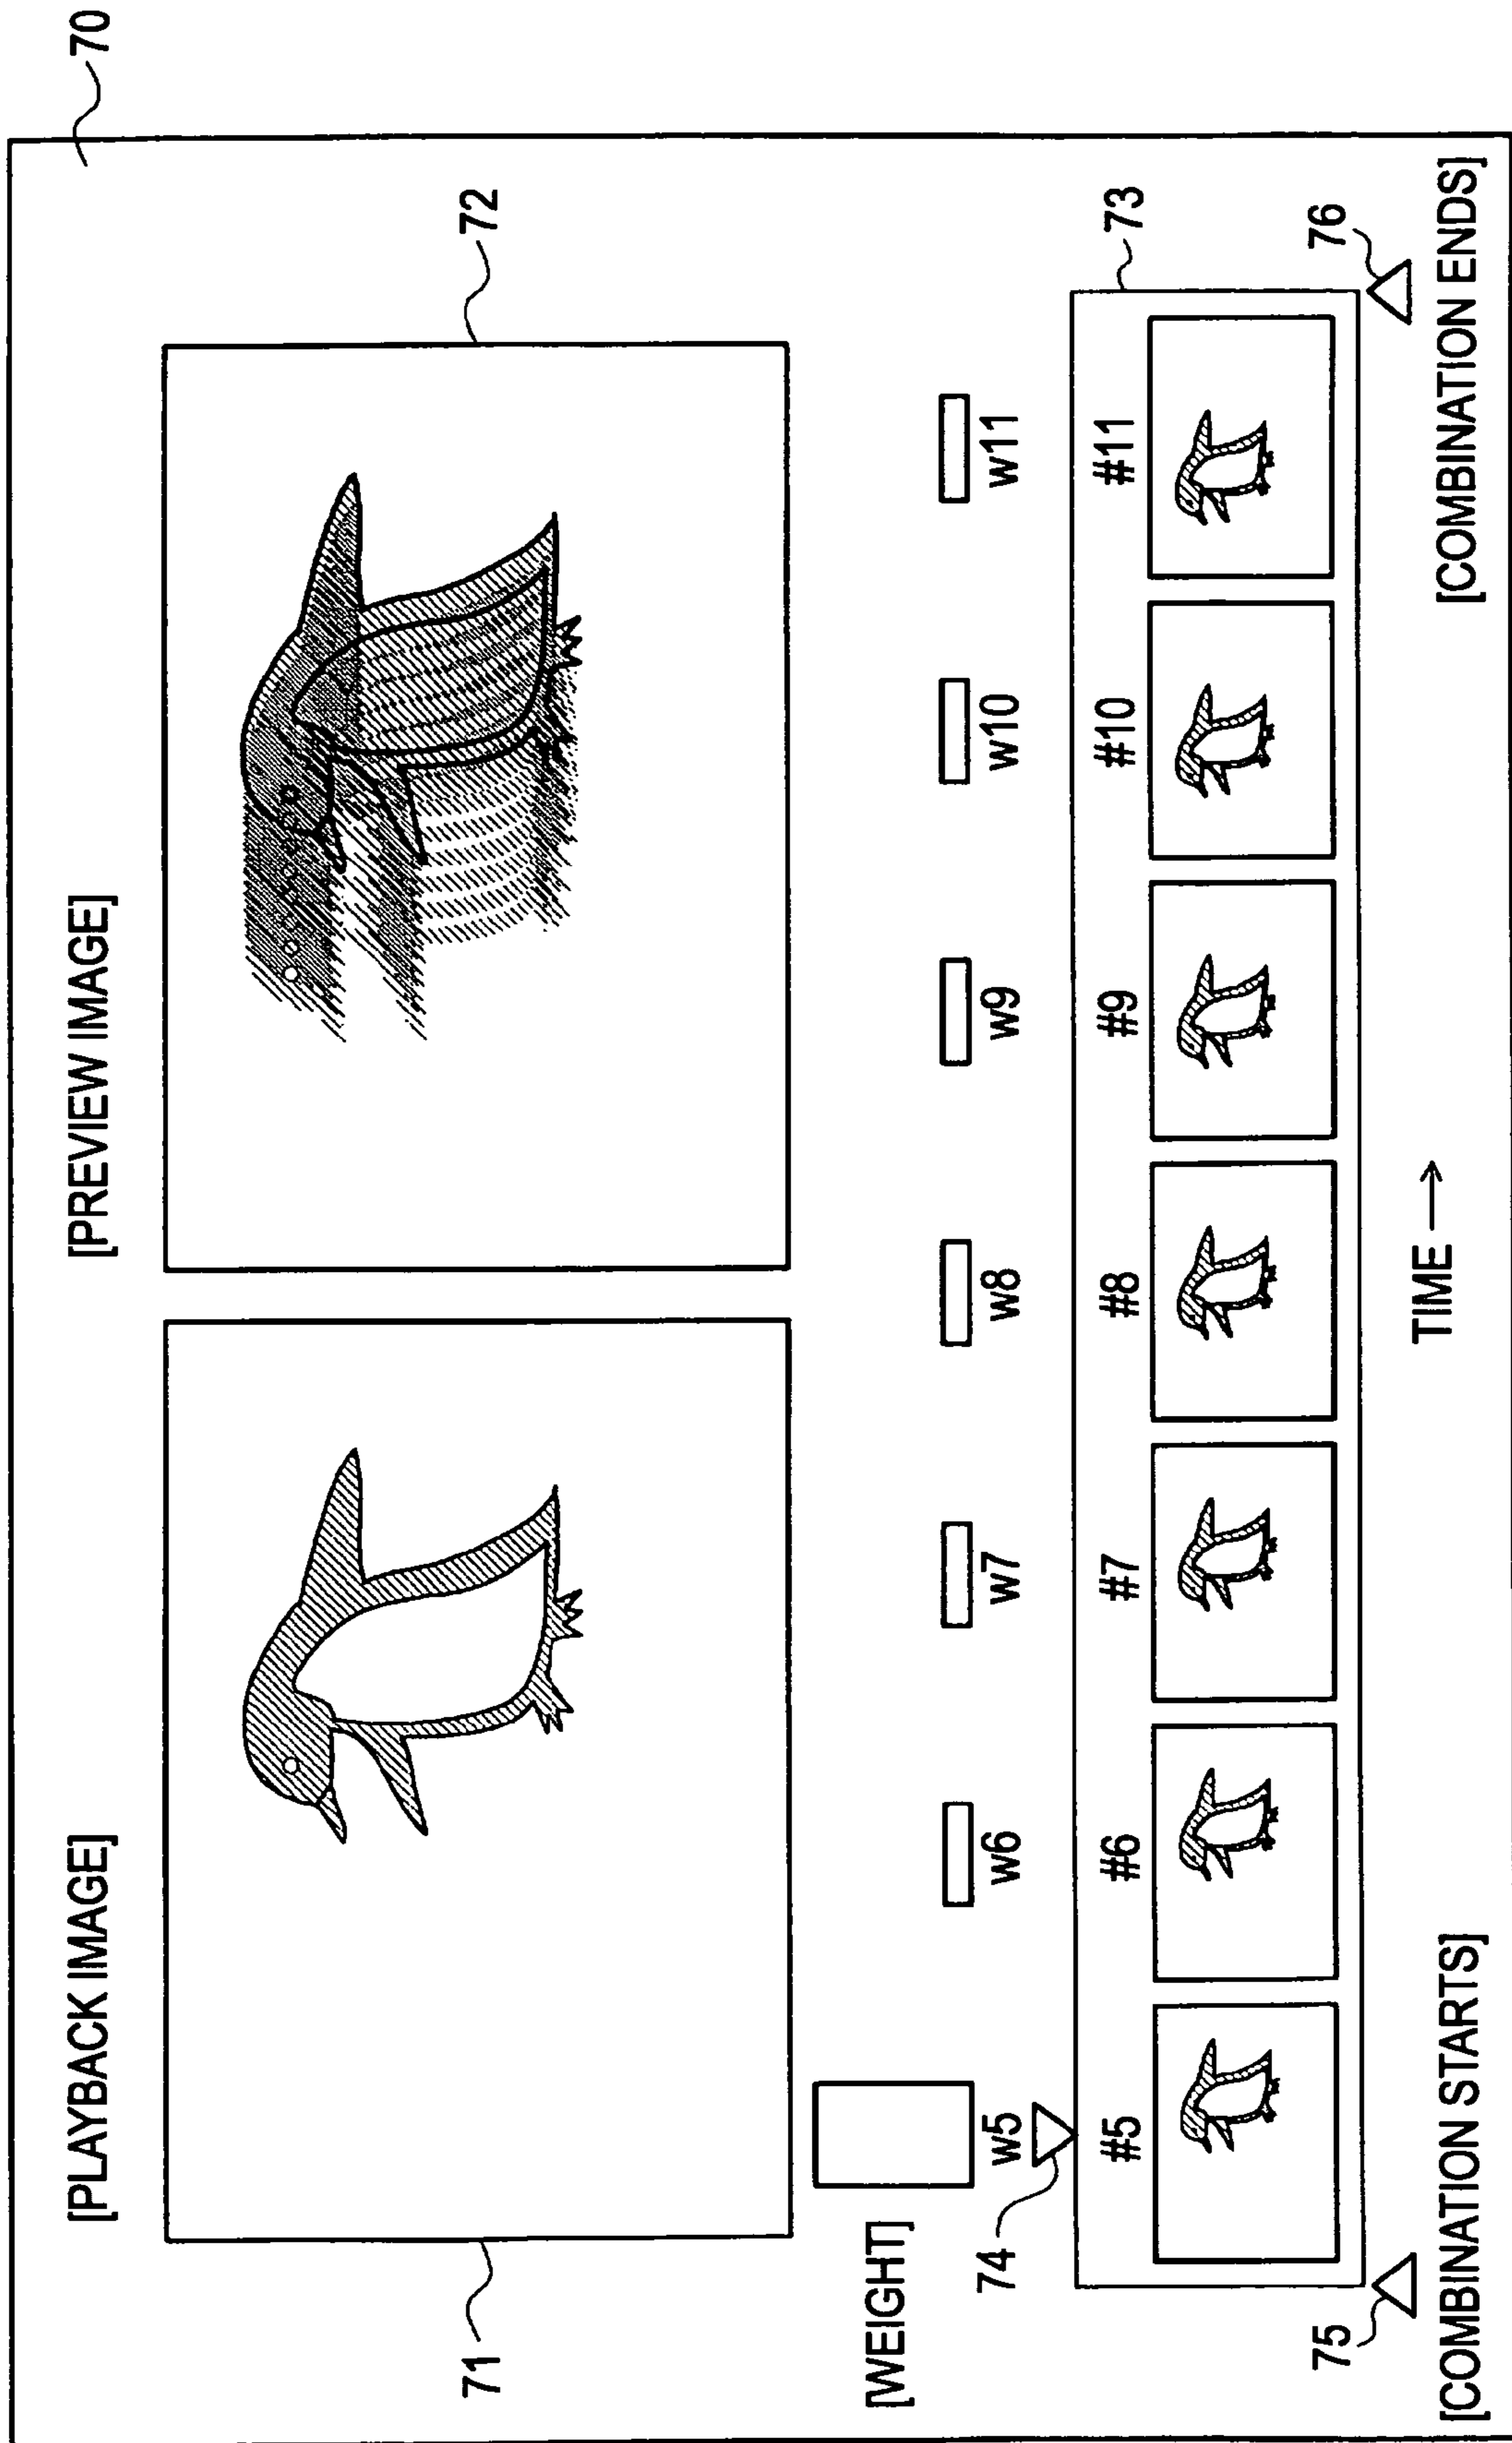 70
[PLAYBACK IMAGE] [PREVIEW IMAGE]
71 72
[WEIGHT]
w5 w6 w7 w8 w9 w10 w11
74 73
#5 #6 #7 #8 #9 #10 #11
75 76
[COMBINATION STARTS] TIME → [COMBINATION ENDS]